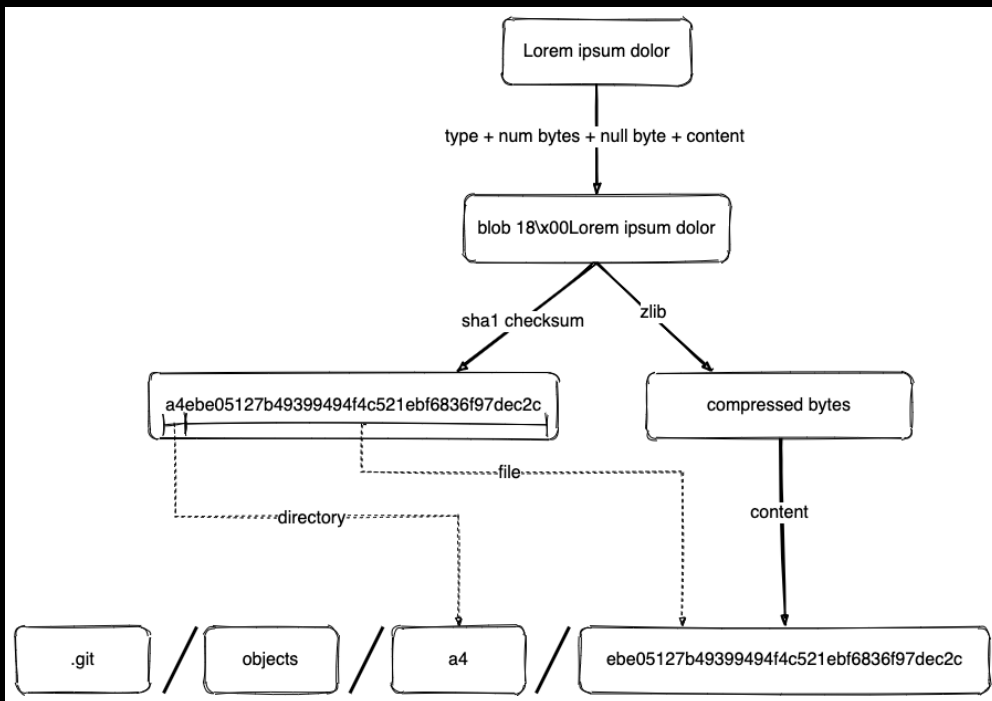 Lorem ipsum dolor
type + num bytes + null byte + content
blob 18\x00Lorem ipsum dolor
sha1 checksum
zlib
a4ebe05127b49399494f4c521ebf6836f97dec2c
compressed bytes
file
directory
content
.git / objects / a4 / ebe05127b49399494f4c521ebf6836f97dec2c